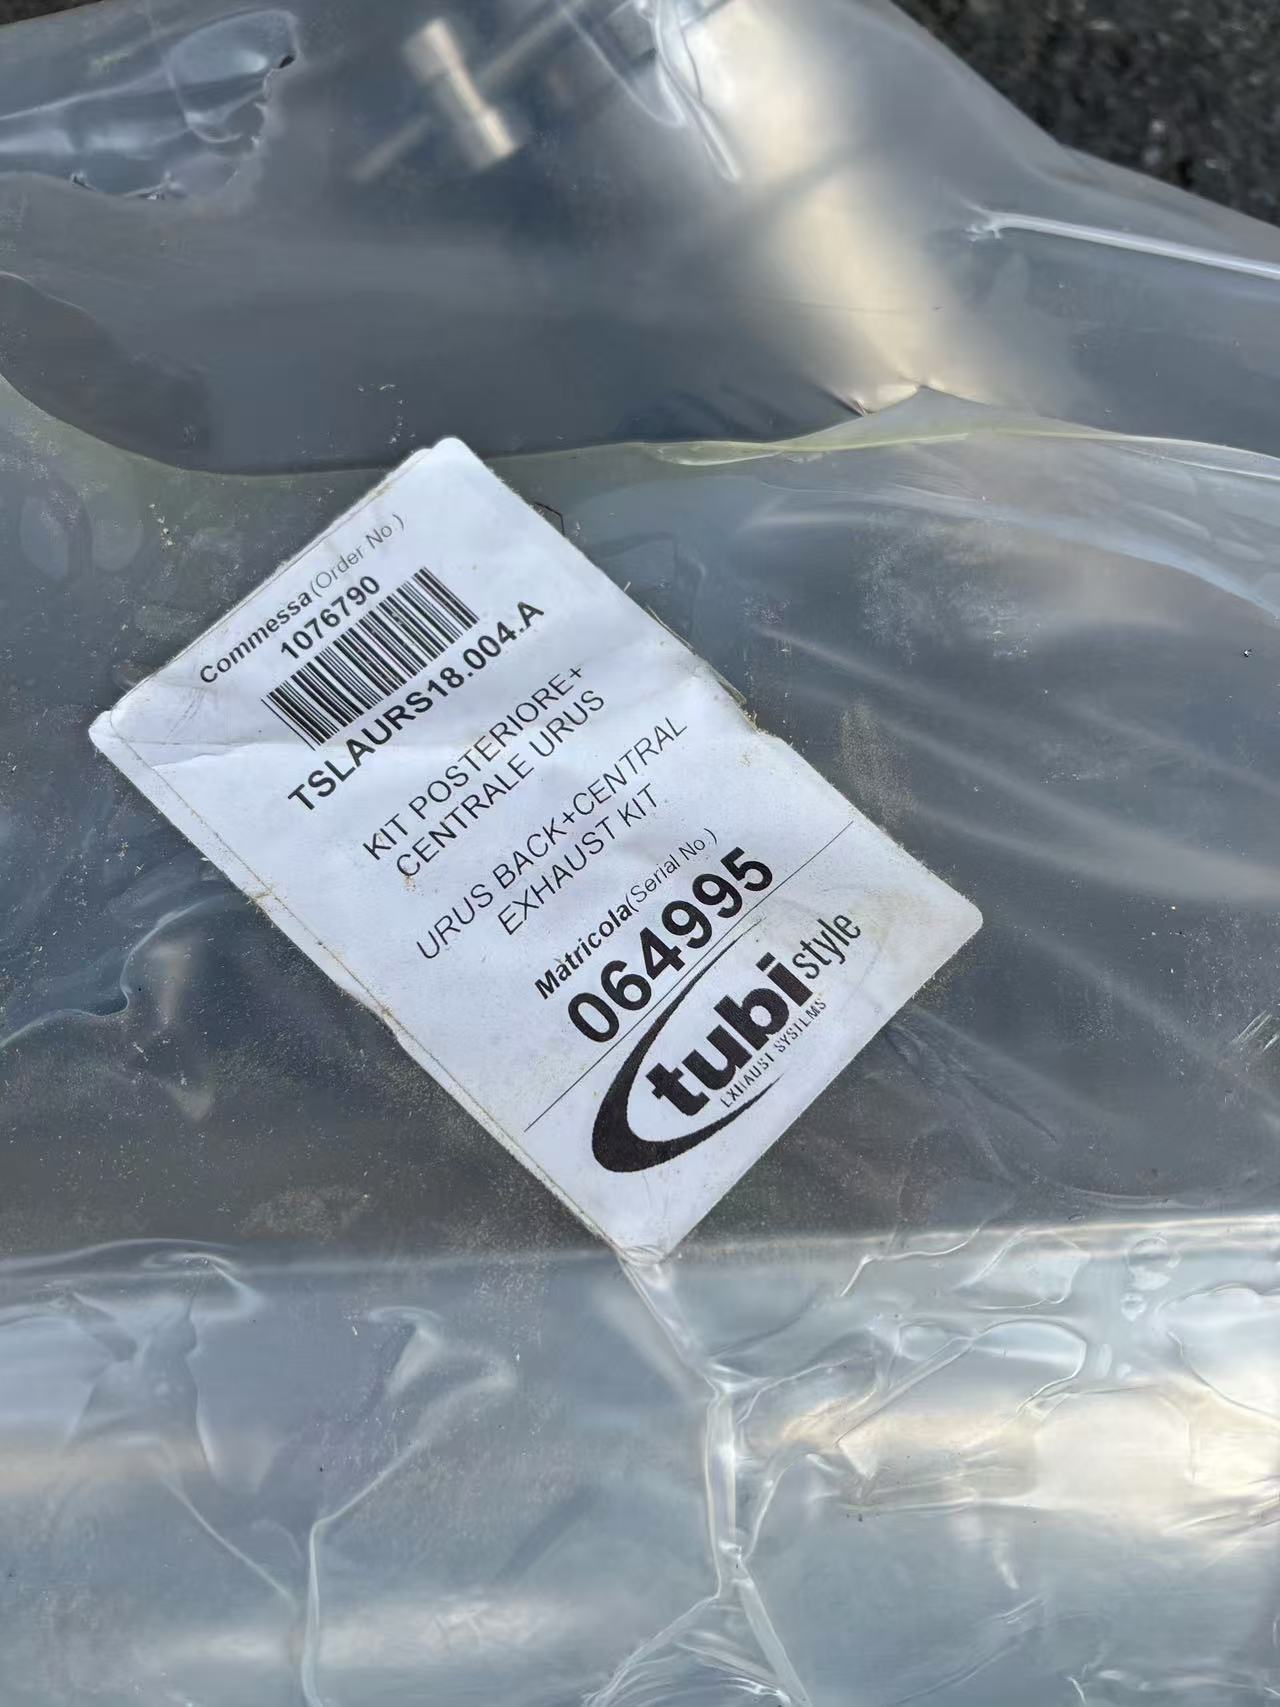 Commessa(Order No.)
1076790
TSLAURS18.004.A
KIT POSTERIORE+
CENTRALE URUS
URUS BACK+CENTRAL
EXHAUST KIT
Matricola(Serial No.)
064995
tubi style
EXHAUST SYSTEMS